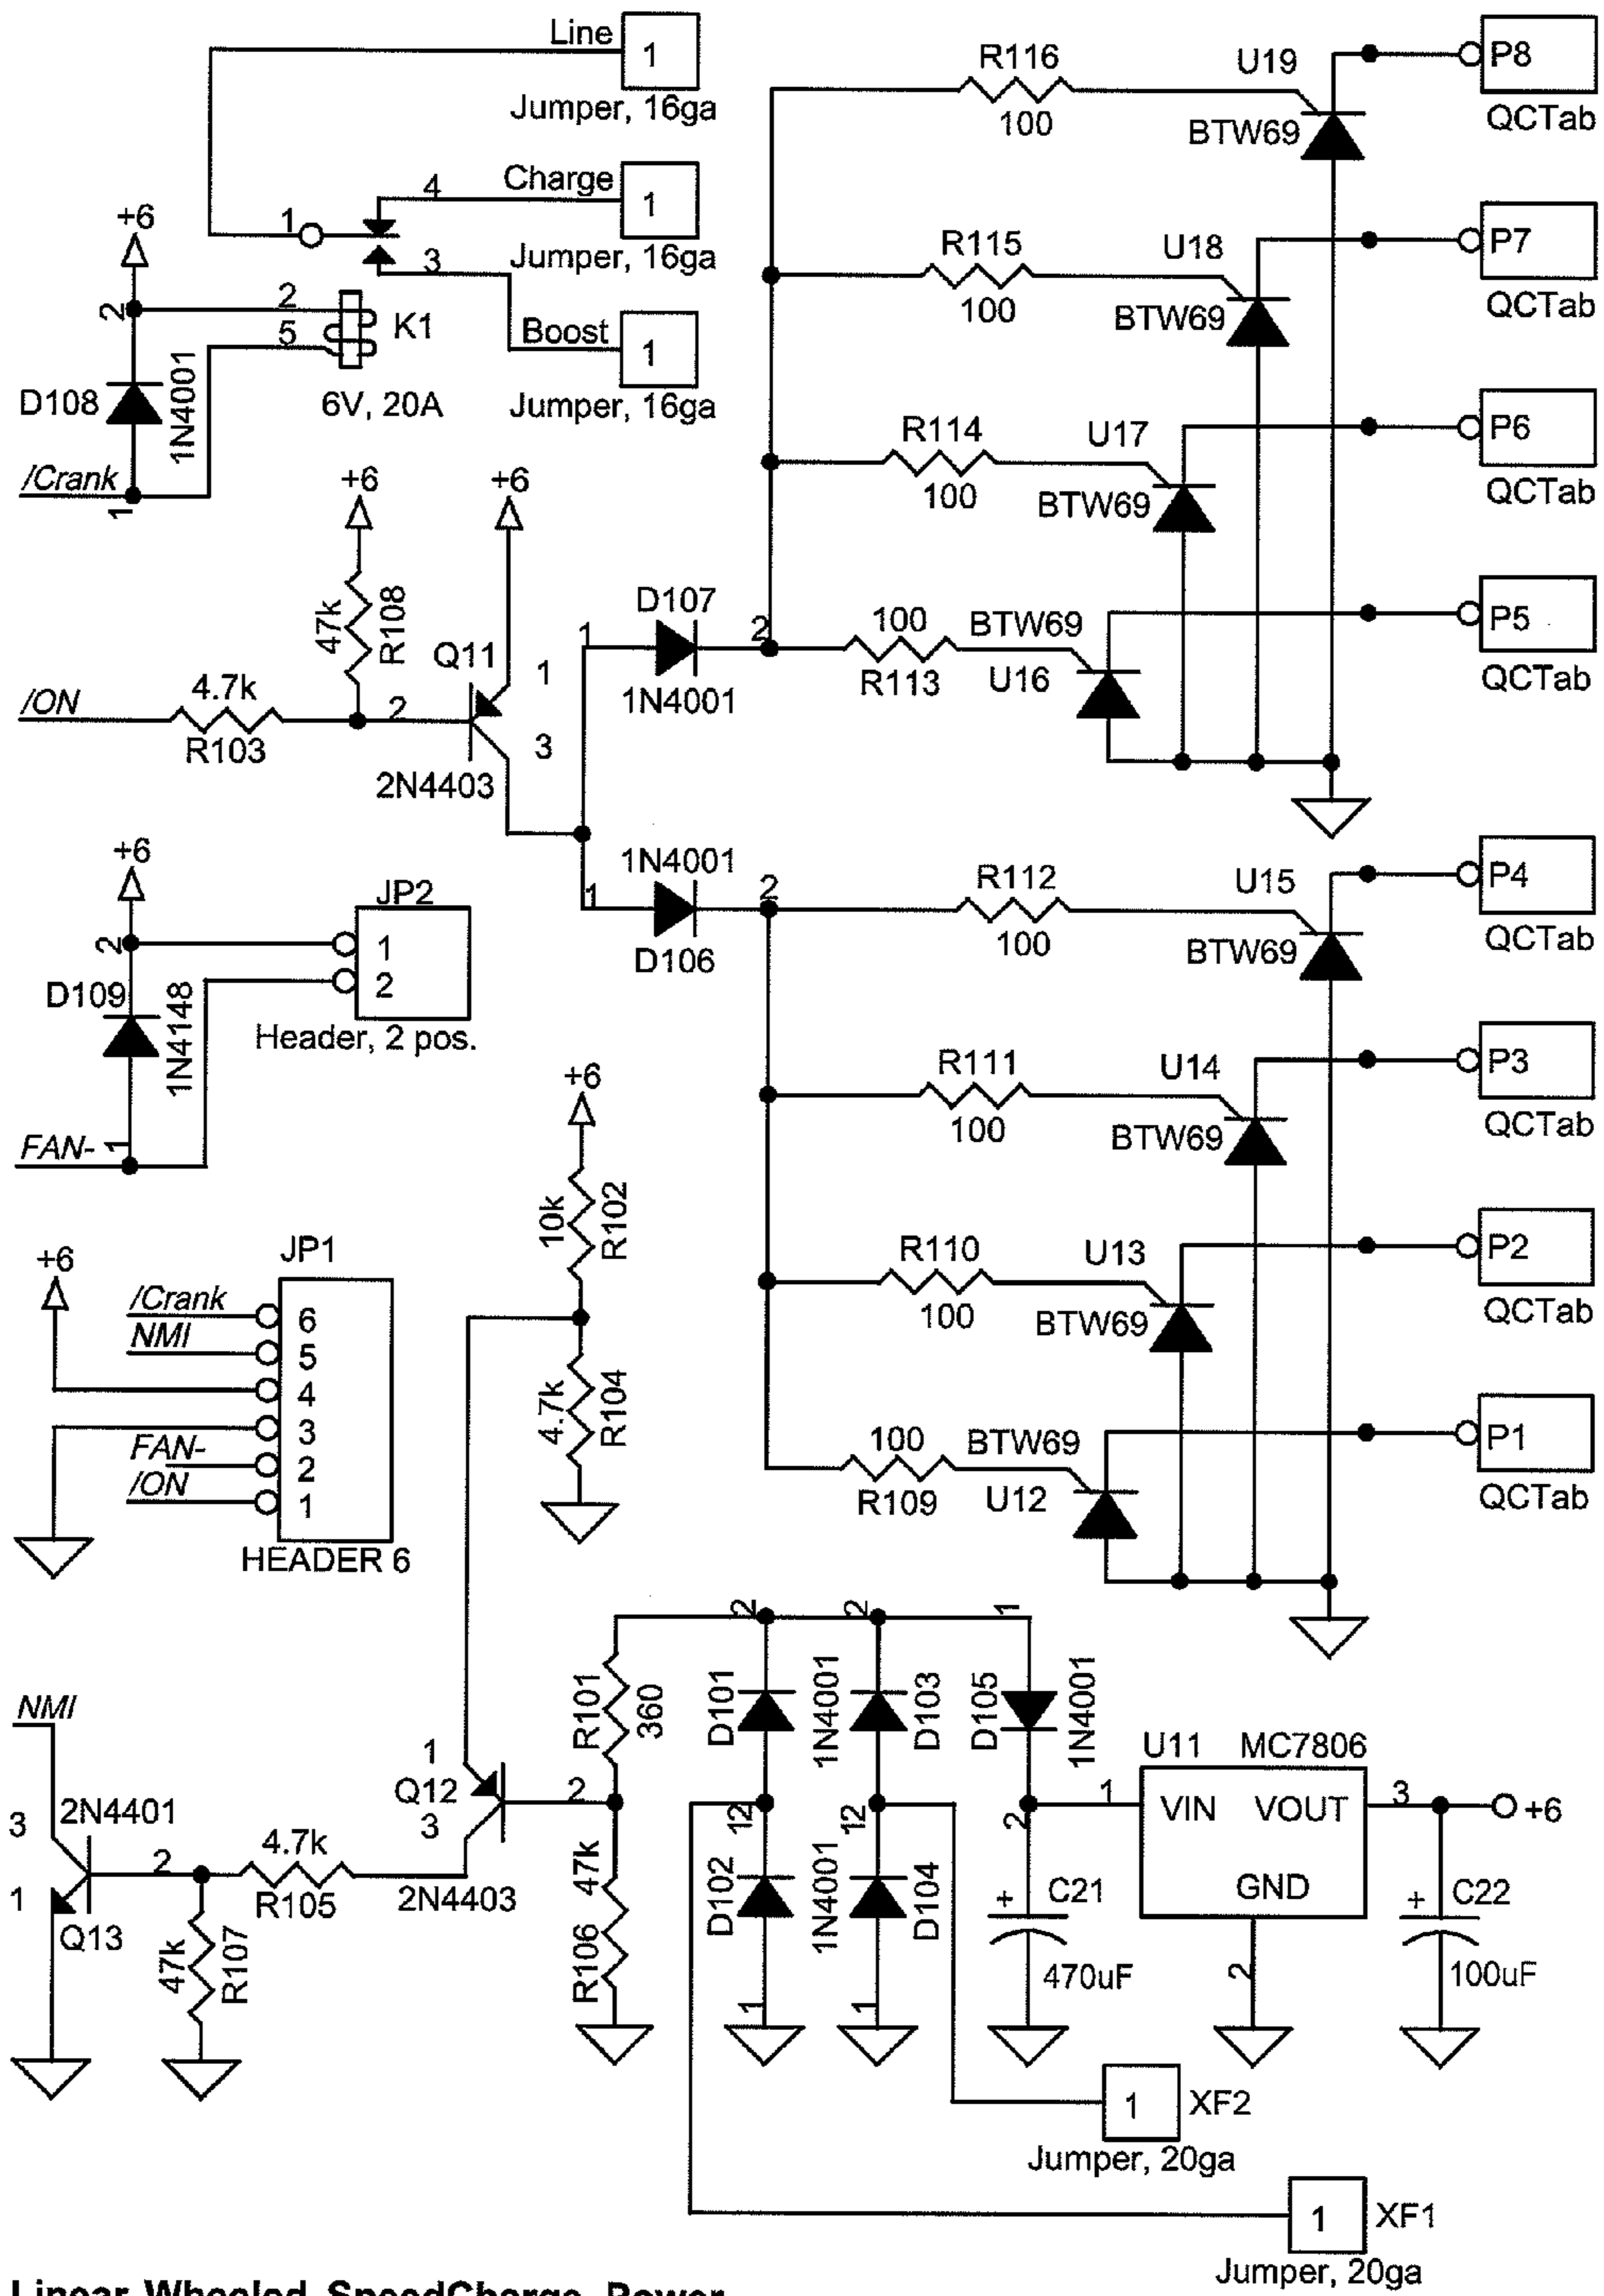 Line
1
Jumper, 16ga
Charge
1
Jumper, 16ga
Boost
1
Jumper, 16ga
1
4
3
+6
2
2
5
K1
D108
1N4001
6V, 20A
/Crank
1
+6
+6
47k
R108
Q11
1
/ON
4.7k
R103
2
3
2N4403
1
D107
1N4001
2
R116
100
U19
BTW69
P8
QCTab
R115
100
U18
BTW69
P7
QCTab
R114
100
U17
BTW69
P6
QCTab
100
R113
BTW69
U16
P5
QCTab
1
1N4001
D106
2
R112
100
U15
BTW69
P4
QCTab
R111
100
U14
BTW69
P3
QCTab
R110
100
U13
BTW69
P2
QCTab
100
R109
BTW69
U12
P1
QCTab
+6
2
JP2
1
2
Header, 2 pos.
D109
1N4148
FAN-
1
+6
10k
R102
4.7k
R104
+6
JP1
/Crank
6
NMI
5
4
3
FAN-
2
/ON
1
HEADER 6
NMI
3
2N4401
2
1
Q13
4.7k
R105
47k
R107
1
Q12
3
2N4403
2
R101
360
47k
R106
2
D101
12
D102
1
2
1N4001
D103
12
1N4001
D104
1
1
D105
1N4001
2
+
C21
470uF
U11
MC7806
1
VIN
VOUT
3
GND
2
+6
+
C22
100uF
1
XF2
Jumper, 20ga
1
XF1
Jumper, 20ga
Linear Wheeled SpeedCharge Power